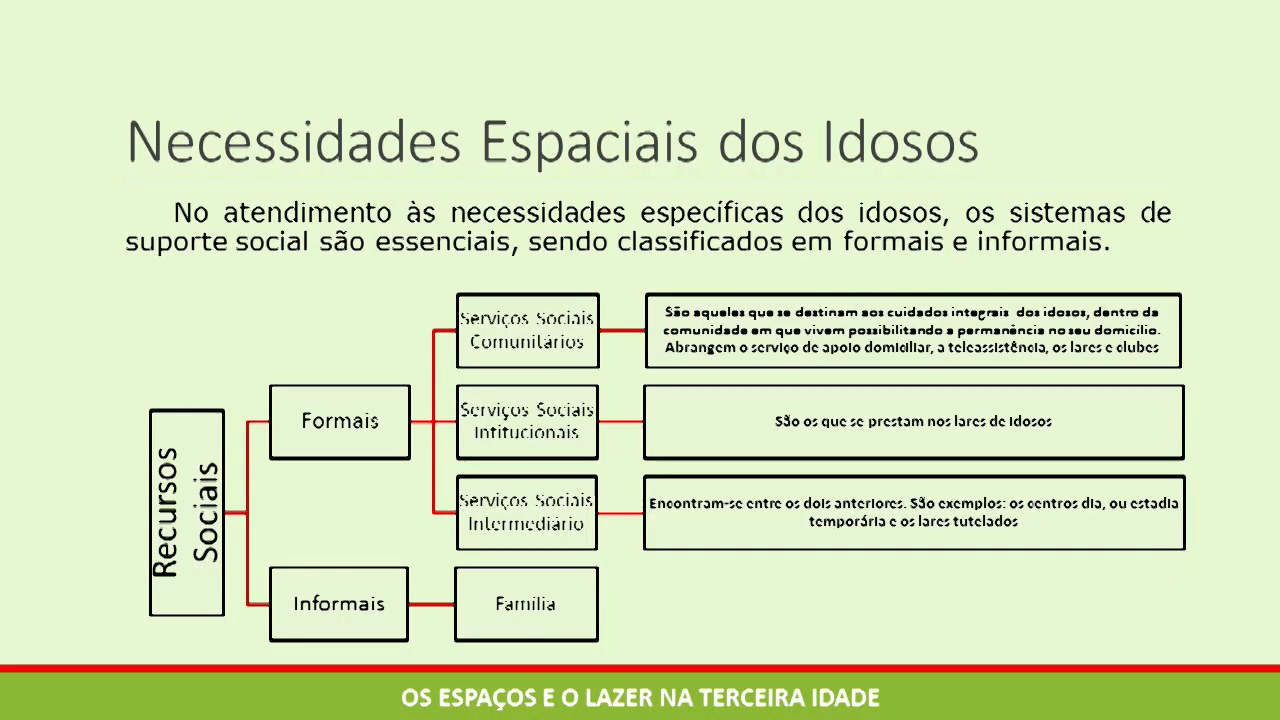 Necessidades Espaciais dos Idosos
No atendimento às necessidades específicas dos idosos, os sistemas de
suporte social são essenciais, sendo classificados em formais e informais.
Recursos
Sociais
Formais
Serviços Sociais
Comunitários
São aqueles que se destinam aos cuidados integrais dos idosos, dentro da
comunidade em que vivem possibilitando a permanência no seu domicilio.
Abrangem o serviço de apoio domiciliar, a teleassistência, os lares e clubes
Serviços Sociais
Intitucionais
São os que se prestam nos lares de Idosos
Serviços Sociais
Intermediário
Encontram-se entre os dois anteriores. São exemplos: os centros dia, ou estadia
temporária e os lares tutelados
Informais
Família
OS ESPAÇOS E O LAZER NA TERCEIRA IDADE